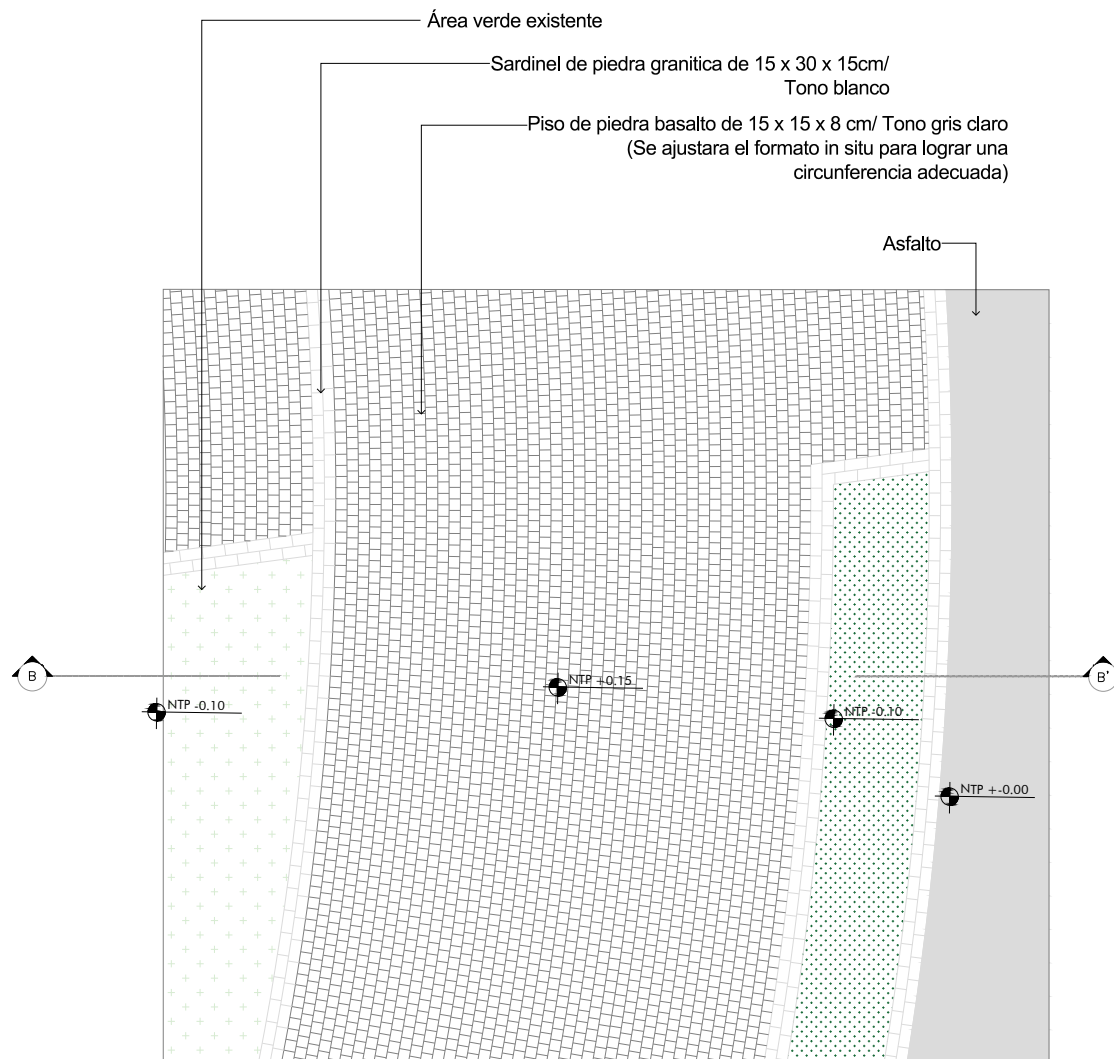 Área verde existente
Sardinel de piedra granitica de 15 x 30 x 15cm/
Tono blanco
Piso de piedra basalto de 15 x 15 x 8 cm/ Tono gris claro
(Se ajustara el formato in situ para lograr una
circunferencia adecuada)
Asfalto
B
B'
NTP +0.15
NTP -0.10
NTP -0.10
NTP +-0.00